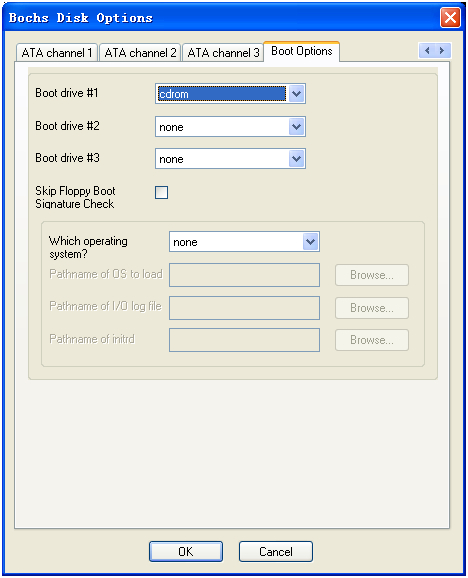 Bochs Disk Options
ATA channel 1 ATA channel 2 ATA channel 3 Boot Options
Boot drive #1 cdrom
Boot drive #2 none
Boot drive #3 none
Skip Floppy Boot
Signature Check
Which operating none
system?
Pathname of OS to load Browse...
Pathname of I/O log file Browse...
Pathname of initrd Browse...
OK Cancel